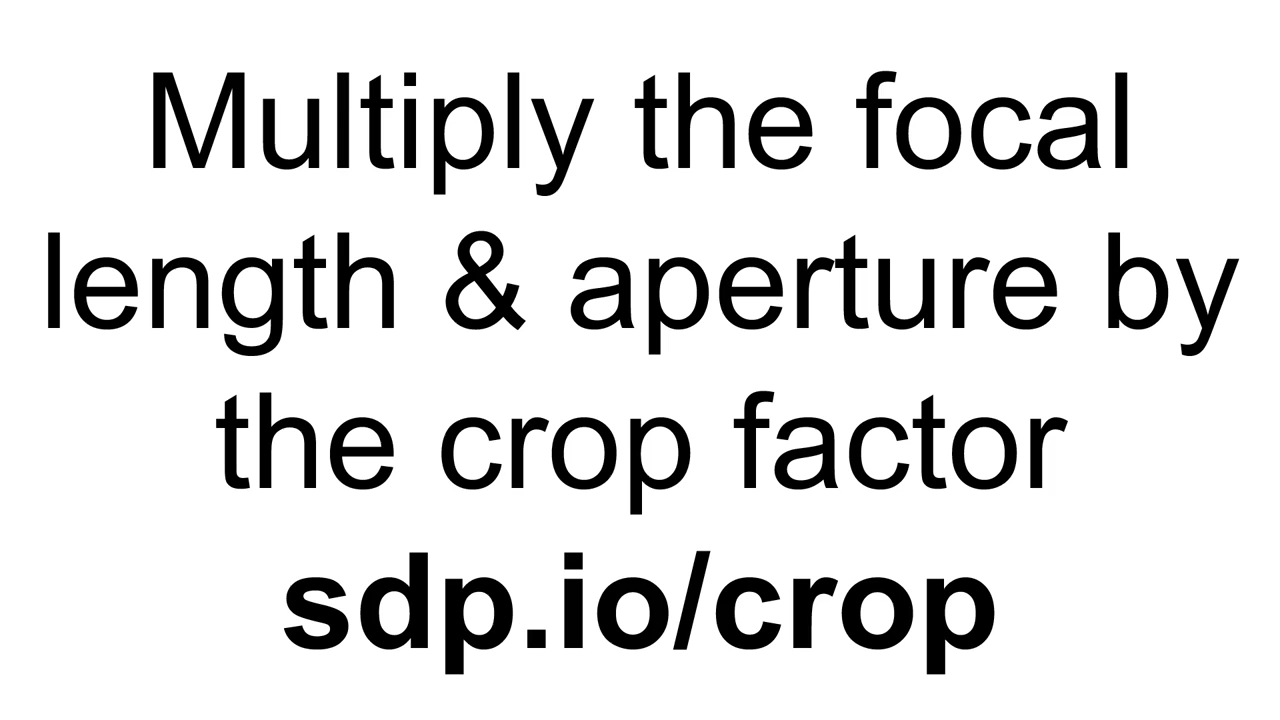 Multiply the focal
length & aperture by
the crop factor
sdp.io/crop